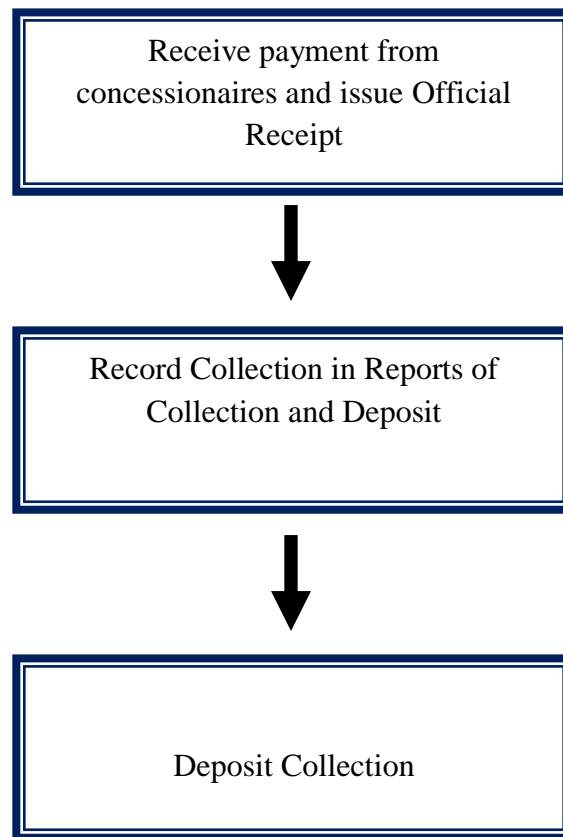 Receive payment from
concessionaires and issue Official
Receipt
Record Collection in Reports of
Collection and Deposit
Deposit Collection